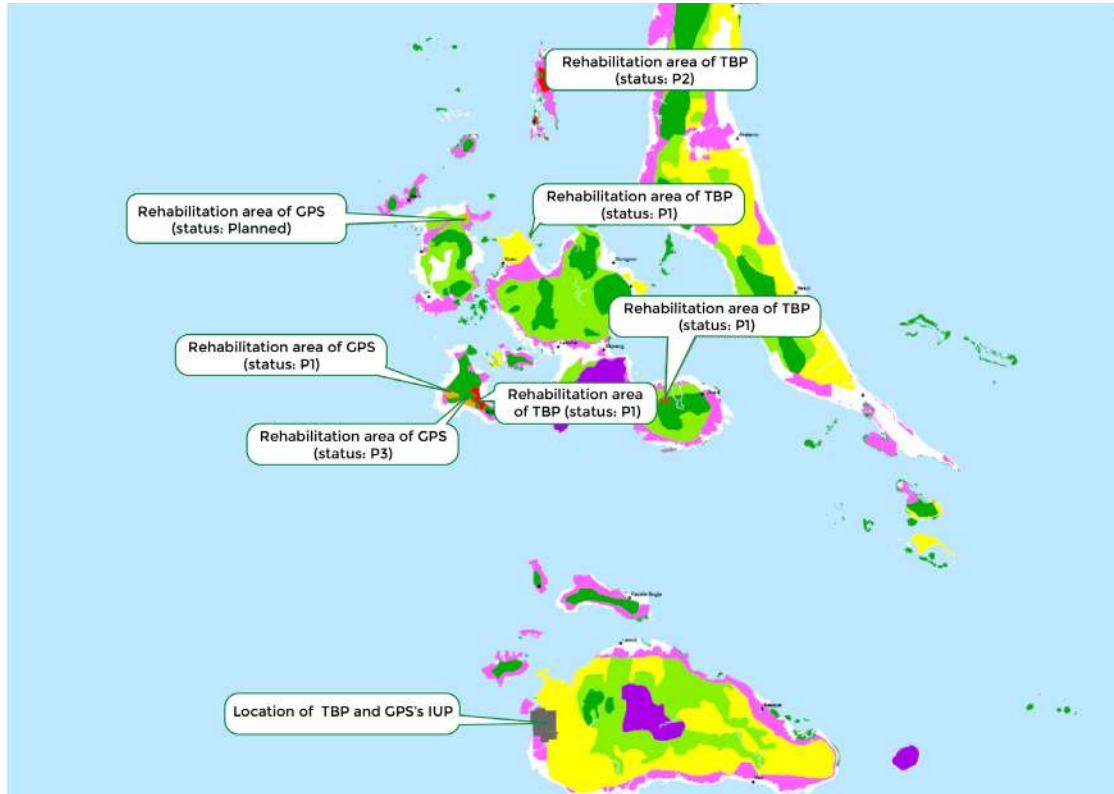 Rehabilitation area of TBP
(status: P2)
Rehabilitation area of TBP
(status: P1)
Rehabilitation area of GPS
(status: Planned)
Rehabilitation area of TBP
(status: P1)
Rehabilitation area of GPS
(status: P1)
Rehabilitation area
of TBP (status: P1)
Rehabilitation area of GPS
(status: P3)
Location of TBP and GPS's IUP